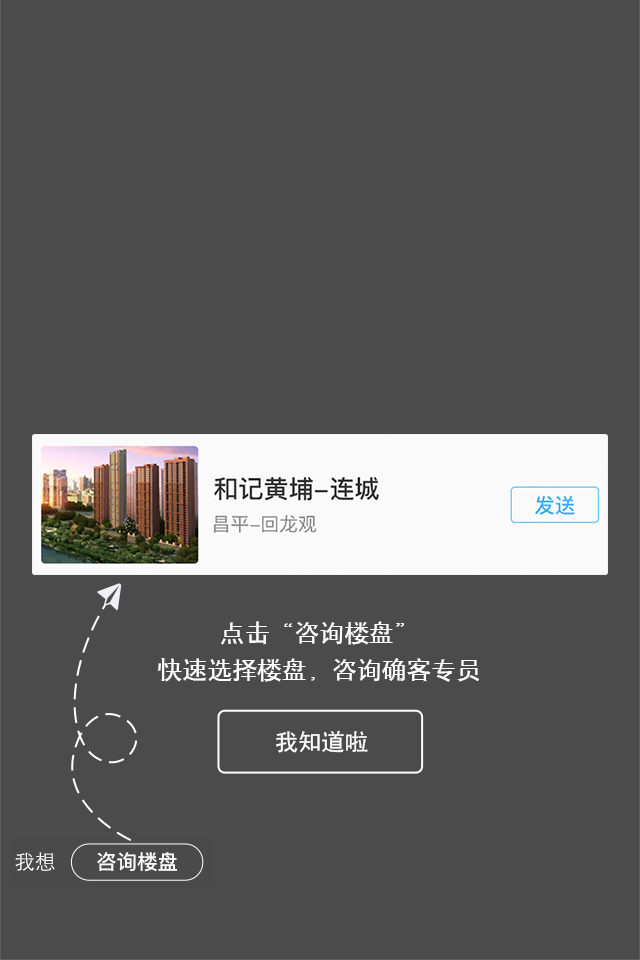 和记黄埔-连城
昌平-回龙观
发送
点击“咨询楼盘”
快速选择楼盘，咨询确客专员
我知道啦
我想 咨询楼盘